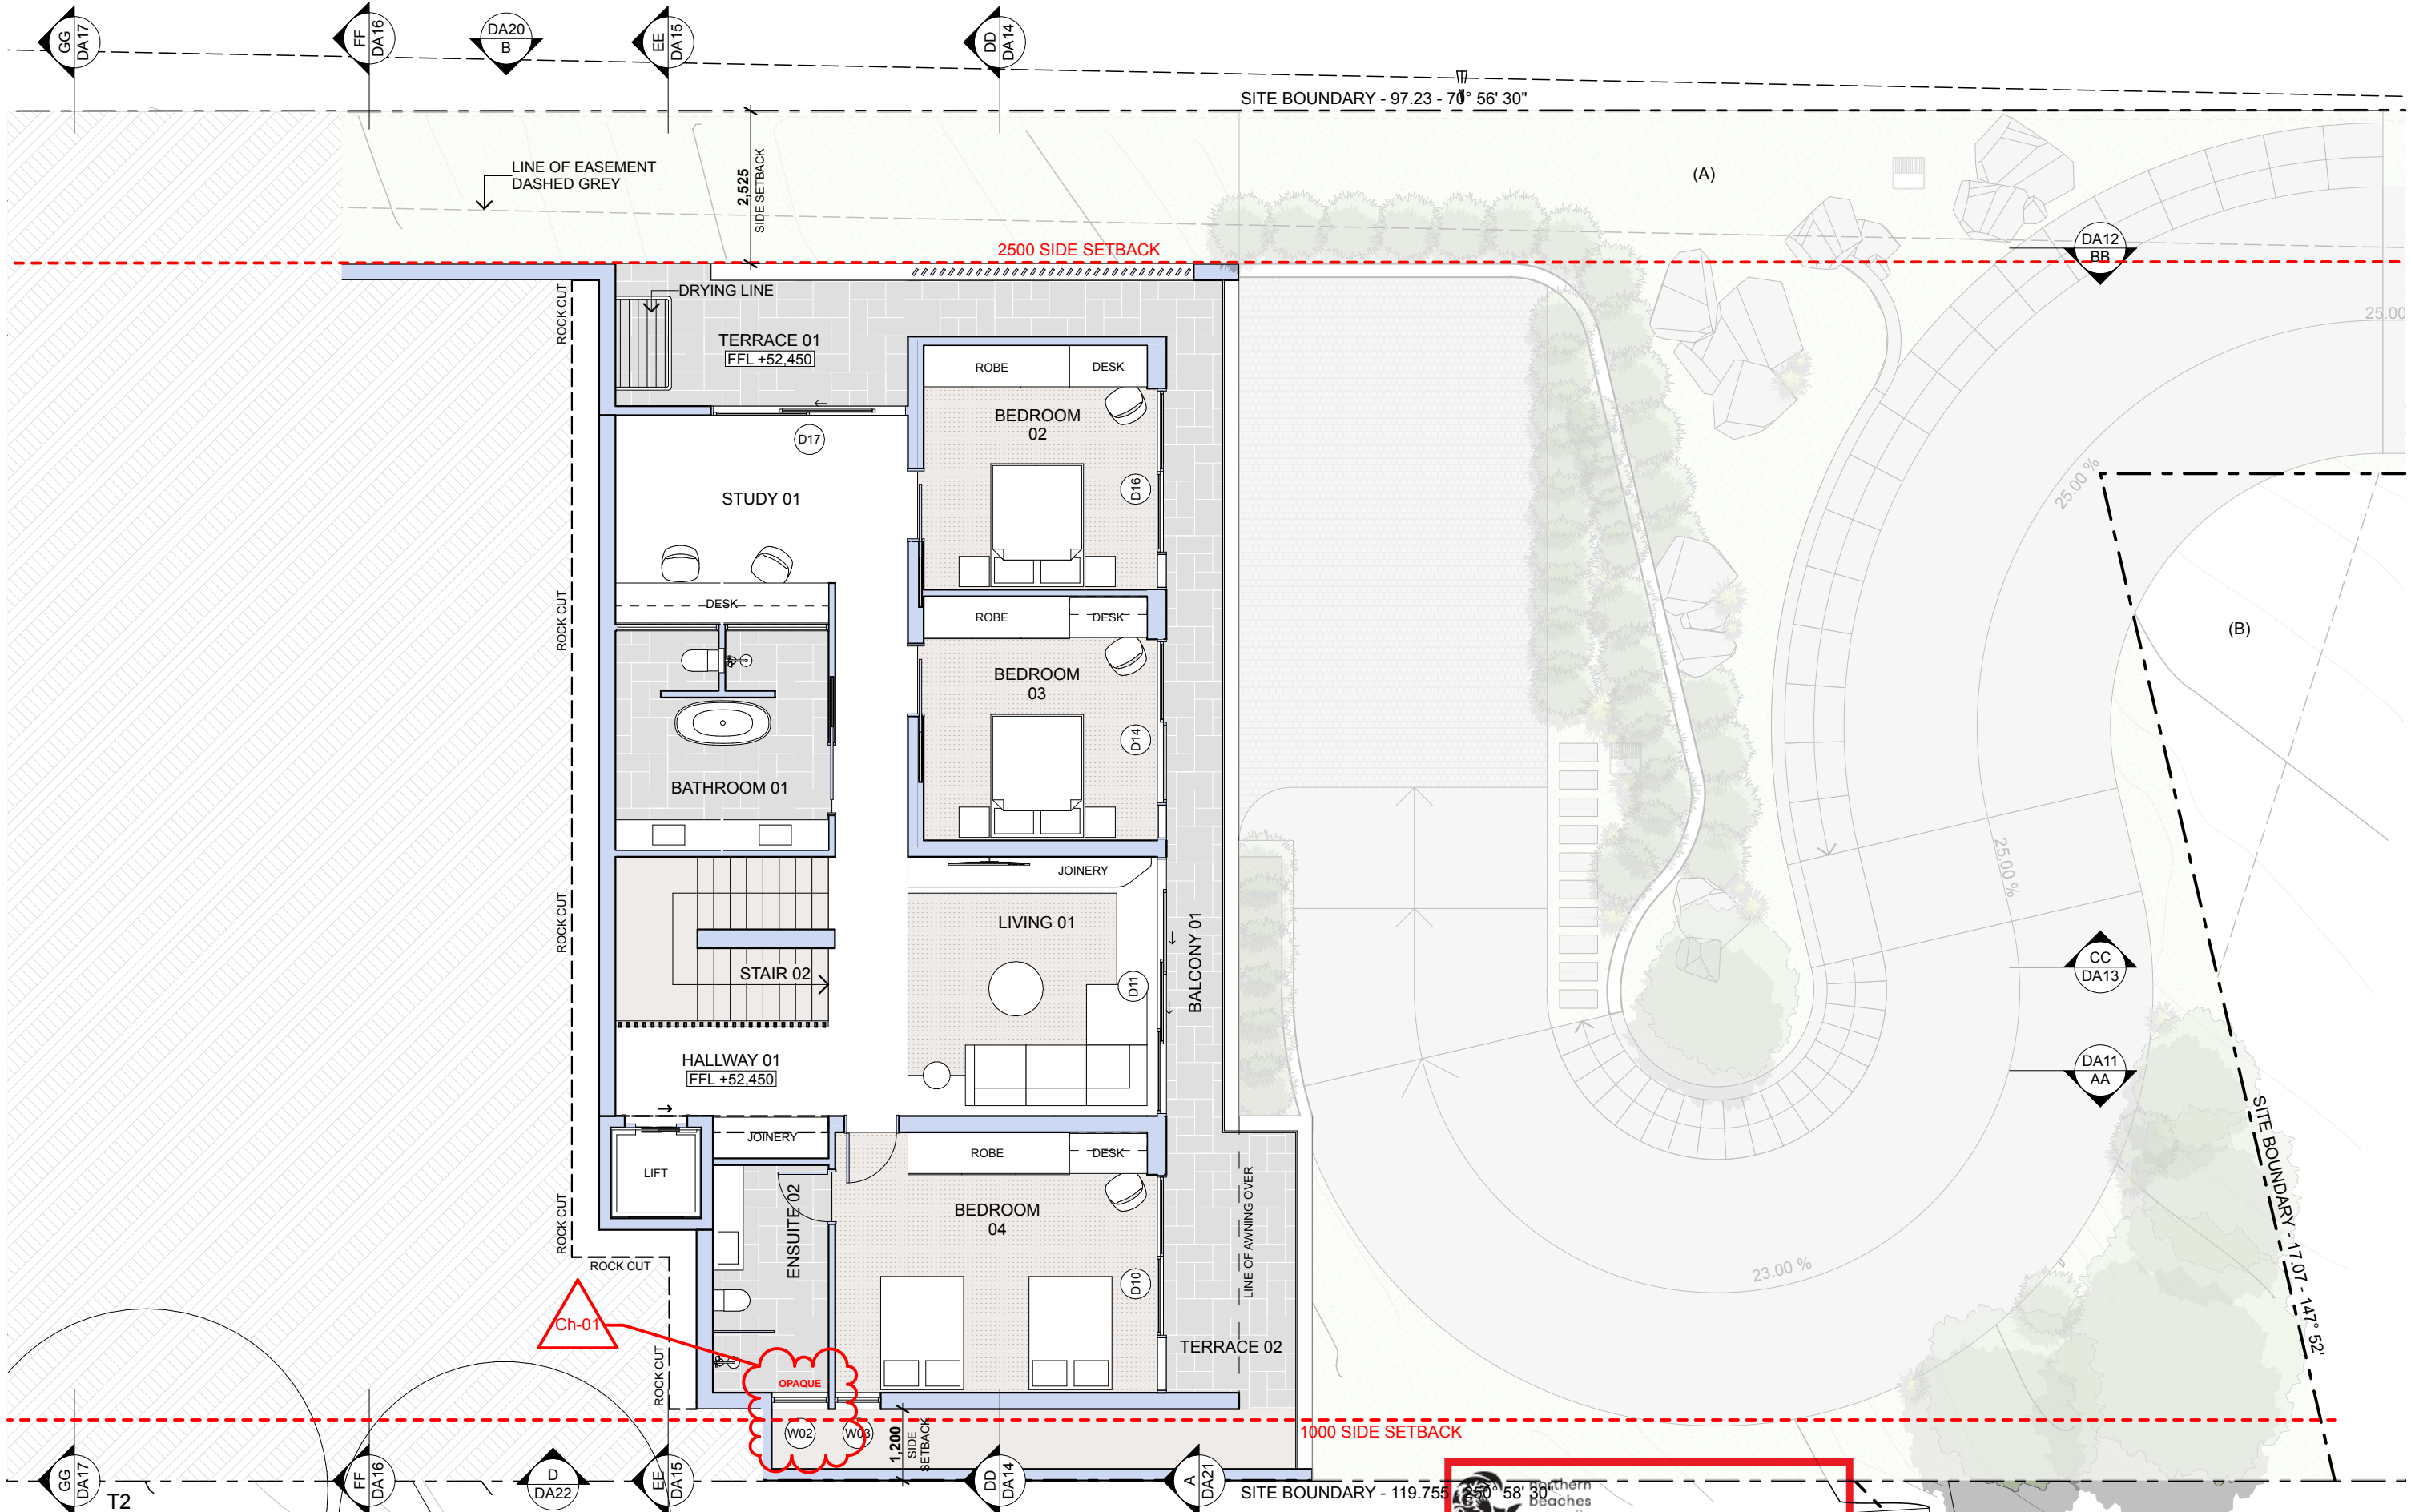 GG
DA17
FF
DA16
DA20
B
EE
DA15
DD
DA14
SITE BOUNDARY - 97.23 - 70° 56' 30"
LINE OF EASEMENT
DASHED GREY
2,525
SIDE SETBACK
(A)
2500 SIDE SETBACK
DA12
BB
ROCK CUT
DRYING LINE
TERRACE 01
FFL +52,450
ROBE
DESK
25.00
BEDROOM
02
D17
D16
STUDY 01
25.00 %
DESK
ROCK CUT
ROBE
DESK
(B)
BEDROOM
03
D14
BATHROOM 01
JOINERY
25.00 %
ROCK CUT
LIVING 01
BALCONY 01
STAIR 02
D11
CC
DA13
HALLWAY 01
FFL +52,450
DA11
AA
JOINERY
ROBE
DESK
LIFT
ROCK CUT
ENSUITE 02
BEDROOM
04
LINE OF AWNING OVER
SITE BOUNDARY - 17.07 - 147° 52'
ROCK CUT
D10
23.00 %
Ch-01
TERRACE 02
ROCK CUT
OPAQUE
W02
W03
1,200
SIDE
SETBACK
1000 SIDE SETBACK
GG
DA17
T2
FF
DA16
D
DA22
EE
DA15
DD
DA14
A
DA21
SITE BOUNDARY - 119.755 - 250° 58' 30"
northern
beaches